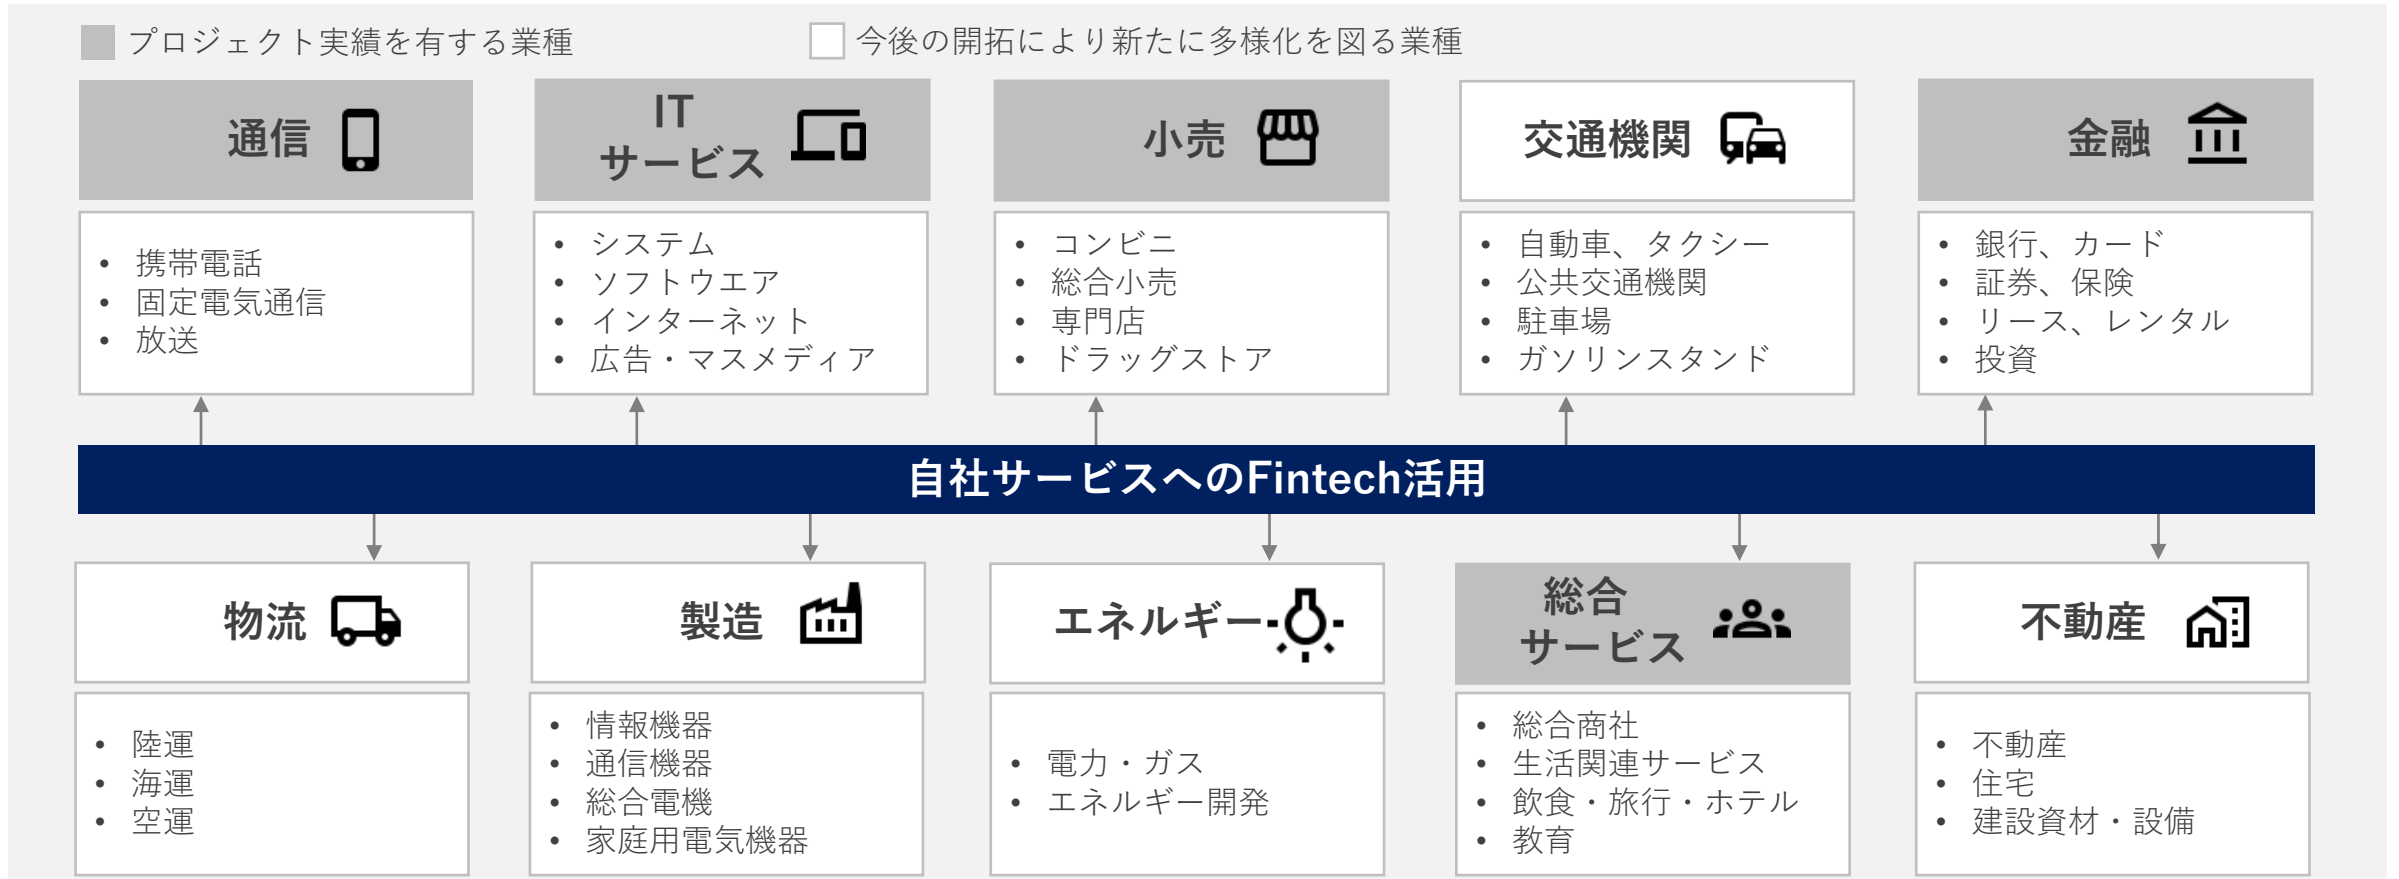 プロジェクト実績を有する業種
今後の開拓により新たに多様化を図る業種
通信
• 携帯電話
• 固定電気通信
• 放送
IT
サービス
• システム
• ソフトウエア
• インターネット
• 広告・マスメディア
小売
• コンビニ
• 総合小売
• 専門店
• ドラッグストア
交通機関
• 自動車、タクシー
• 公共交通機関
• 駐車場
• ガソリンスタンド
金融
• 銀行、カード
• 証券、保険
• リース、レンタル
• 投資
自社サービスへのFintech活用
物流
• 陸運
• 海運
• 空運
製造
• 情報機器
• 通信機器
• 総合電機
• 家庭用電気機器
エネルギー
• 電力・ガス
• エネルギー開発
総合
サービス
• 総合商社
• 生活関連サービス
• 飲食・旅行・ホテル
• 教育
不動産
• 不動産
• 住宅
• 建設資材・設備